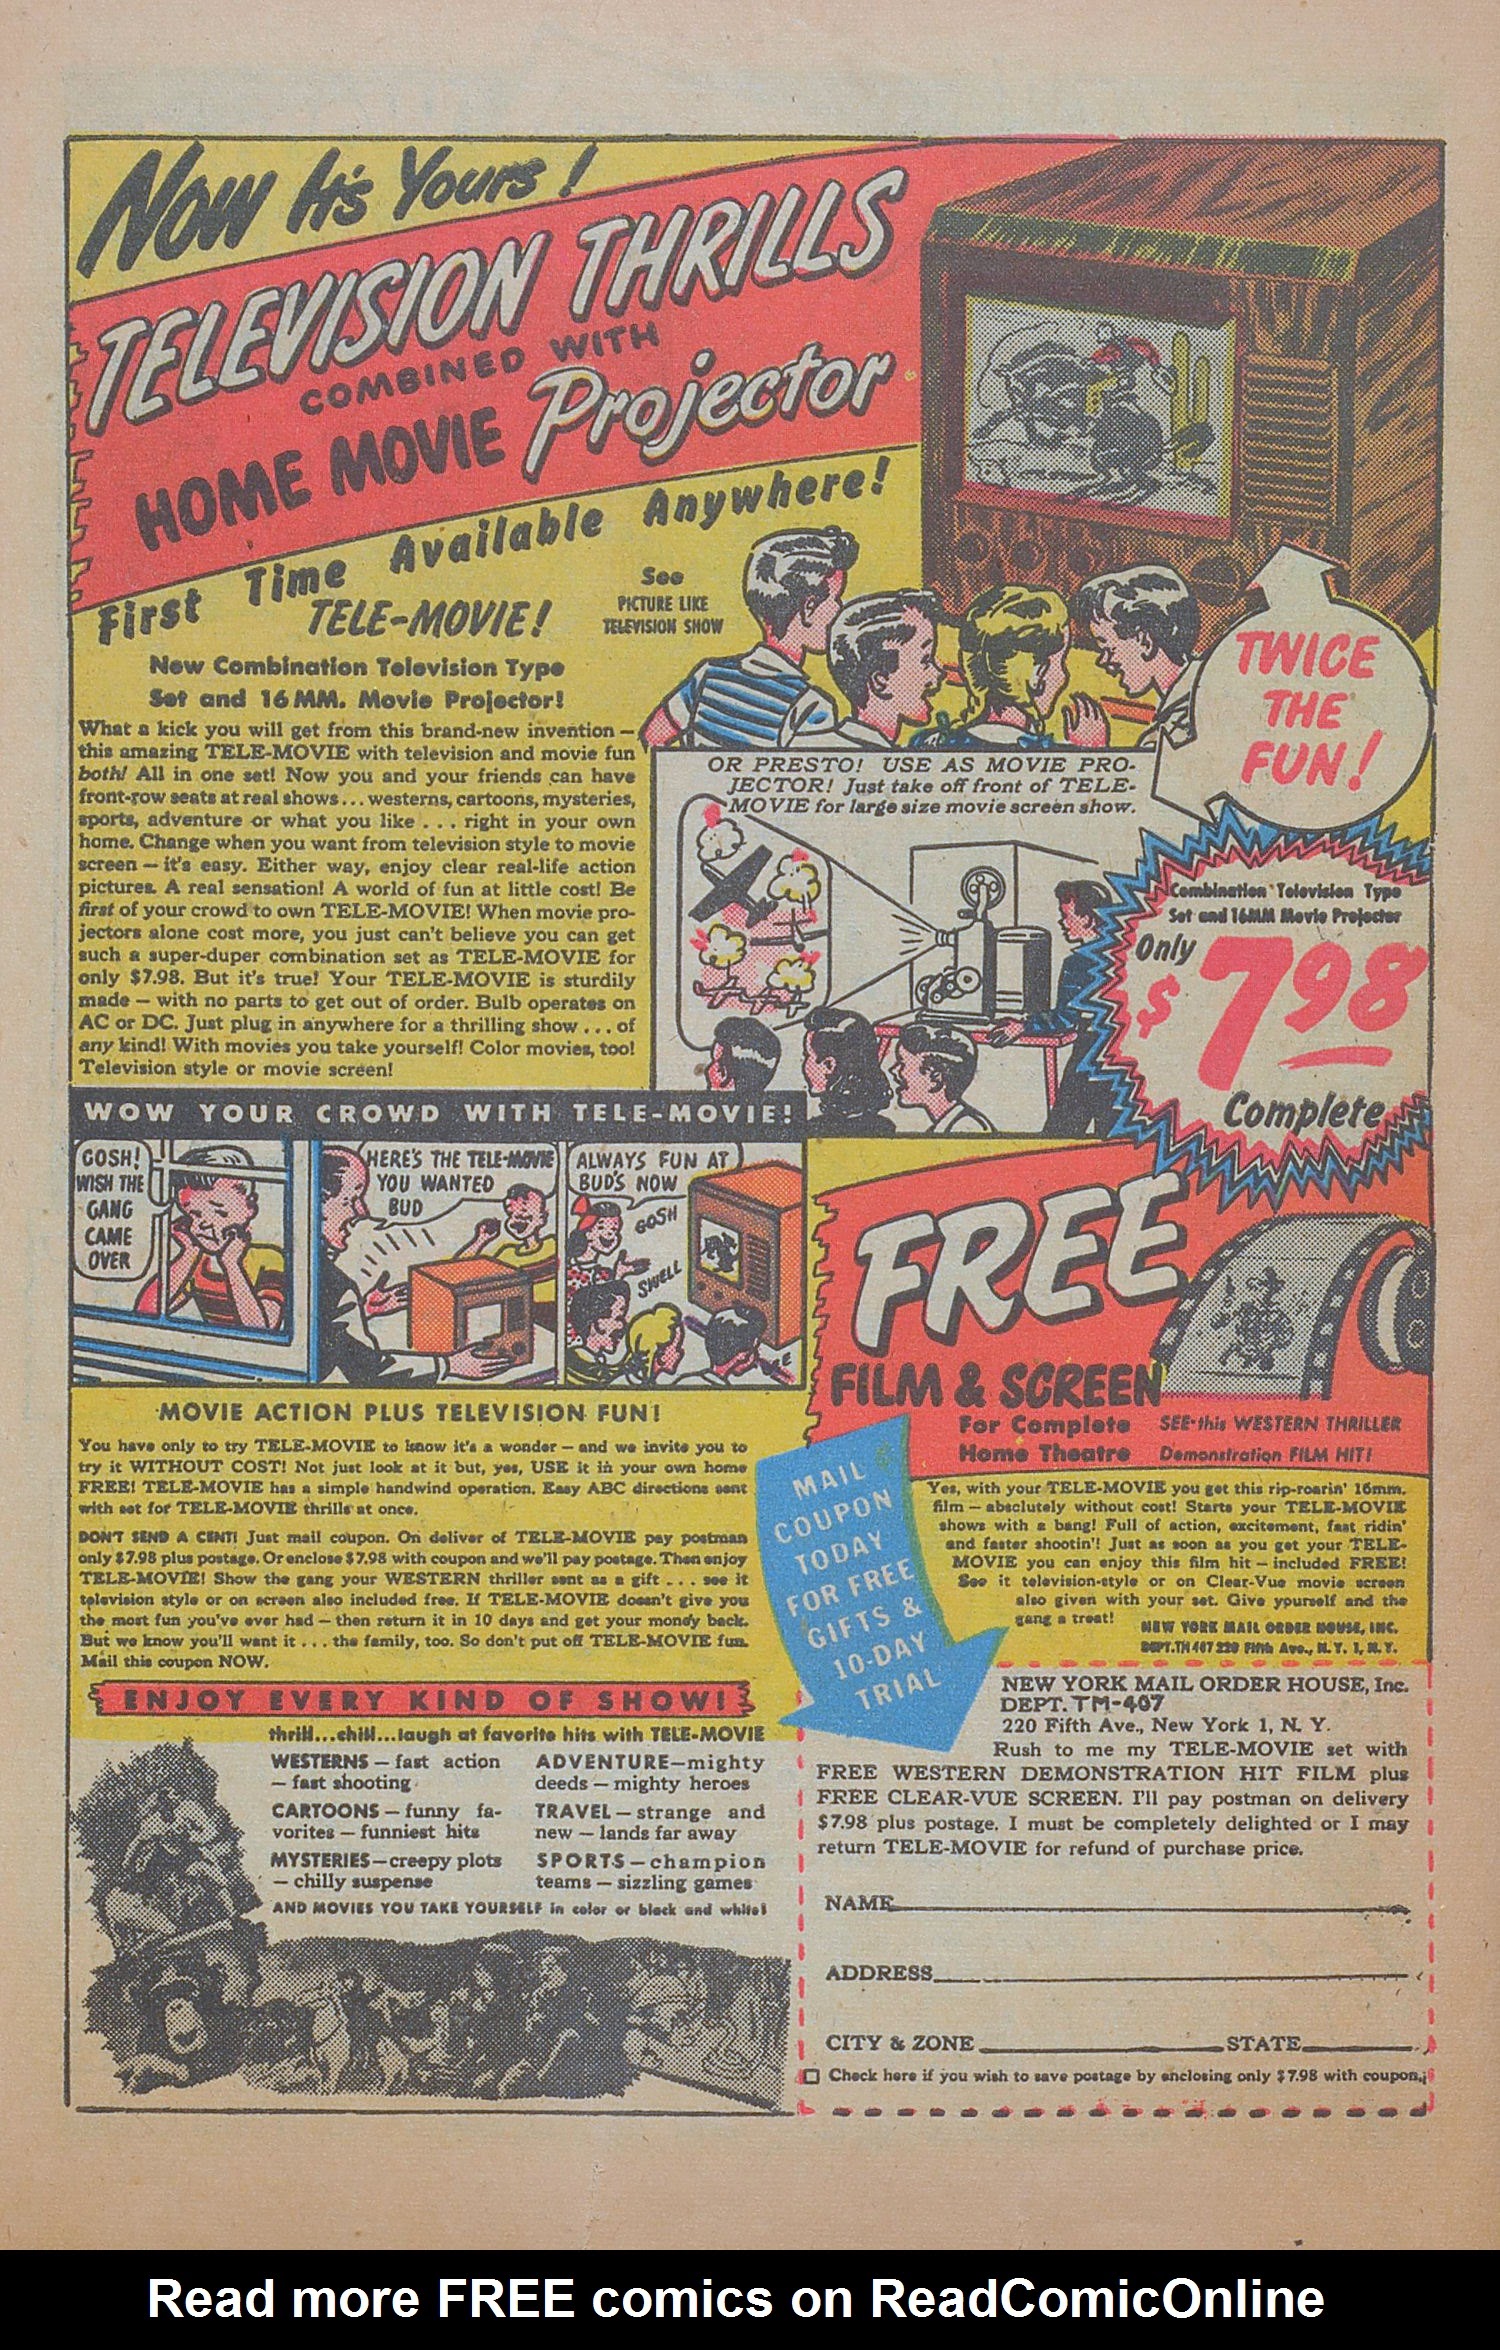 Now It's Yours!
TELEVISION THRILLS
COMBINED WITH
HOME MOVIE Projector
First Time Available Anywhere!
TELE-MOVIE!
See
PICTURE LIKE
TELEVISION SHOW
New Combination Television Type
Set and 16 MM. Movie Projector!
What a kick you will get from this brand-new invention —
this amazing TELE-MOVIE with television and movie fun
both! All in one set! Now you and your friends can have
front-row seats at real shows ... westerns, cartoons, mysteries,
sports, adventure or what you like ... right in your own
home. Change when you want from television style to movie
screen — it's easy. Either way, enjoy clear real-life action
pictures. A real sensation! A world of fun at little cost! Be
first of your crowd to own TELE-MOVIE! When movie pro-
jectors alone cost more, you just can't believe you can get
such a super-duper combination set as TELE-MOVIE for
only $7.98. But it's true! Your TELE-MOVIE is sturdily
made — with no parts to get out of order. Bulb operates on
AC or DC. Just plug in anywhere for a thrilling show ... of
any kind! With movies you take yourself! Color movies, too!
Television style or movie screen!
TWICE
THE
FUN!
OR PRESTO! USE AS MOVIE PRO-
JECTOR! Just take off front of TELE-
MOVIE for large size movie screen show.
Combination Television Type
Set and 16MM Movie Projector
Only
$7.98
Complete
WOW YOUR CROWD WITH TELE-MOVIE!
GOSH!
WISH THE
GANG
CAME
OVER
HERE'S THE TELE-MOVIE
YOU WANTED
BUD
ALWAYS FUN AT
BUD'S NOW
GOSH
SWELL
FREE
FILM & SCREEN
For Complete
Home Theatre
SEE-this WESTERN THRILLER
Demonstration FILM HIT!
MOVIE ACTION PLUS TELEVISION FUN!
You have only to try TELE-MOVIE to know it's a wonder — and we invite you to
try it WITHOUT COST! Not just look at it but, yes, USE it in your own home
FREE! TELE-MOVIE has a simple handwind operation. Easy ABC directions sent
with set for TELE-MOVIE thrills at once.
DON'T SEND A CENT! Just mail coupon. On deliver of TELE-MOVIE pay postman
only $7.98 plus postage. Or enclose $7.98 with coupon and we'll pay postage. Then enjoy
TELE-MOVIE! Show the gang your WESTERN thriller sent as a gift ... see it
television style or on screen also included free. If TELE-MOVIE doesn't give you
the most fun you've ever had — then return it in 10 days and get your money back.
But we know you'll want it ... the family, too. So don't put off TELE-MOVIE fun.
Mail this coupon NOW.
MAIL
COUPON
TODAY
FOR FREE
GIFTS &
10-DAY
TRIAL
Yes, with your TELE-MOVIE you get this rip-roarin' 16mm.
film — absolutely without cost! Starts your TELE-MOVIE
shows with a bang! Full of action, excitement, fast ridin'
and faster shootin'! Just as soon as you get your TELE-
MOVIE you can enjoy this film hit — included FREE!
See it television-style or on Clear-Vue movie screen
also given with your set. Give yourself and the
gang a treat!
NEW YORK MAIL ORDER HOUSE, INC.
DEPT. TM 407 220 Fifth Ave., N. Y. 1, N. Y.
ENJOY EVERY KIND OF SHOW!
thrill...chill...laugh at favorite hits with TELE-MOVIE
WESTERNS — fast action
— fast shooting
CARTOONS — funny fa-
vorites — funniest hits
MYSTERIES — creepy plots
— chilly suspense
ADVENTURE — mighty
deeds — mighty heroes
TRAVEL — strange and
new — lands far away
SPORTS — champion
teams — sizzling games
AND MOVIES YOU TAKE YOURSELF in color or black and white!
NEW YORK MAIL ORDER HOUSE, Inc.
DEPT. TM-407
220 Fifth Ave., New York 1, N. Y.
Rush to me my TELE-MOVIE set with
FREE WESTERN DEMONSTRATION HIT FILM plus
FREE CLEAR-VUE SCREEN. I'll pay postman on delivery
$7.98 plus postage. I must be completely delighted or I may
return TELE-MOVIE for refund of purchase price.
NAME
ADDRESS
CITY & ZONE STATE
Check here if you wish to save postage by enclosing only $7.98 with coupon.
Read more FREE comics on ReadComicOnline